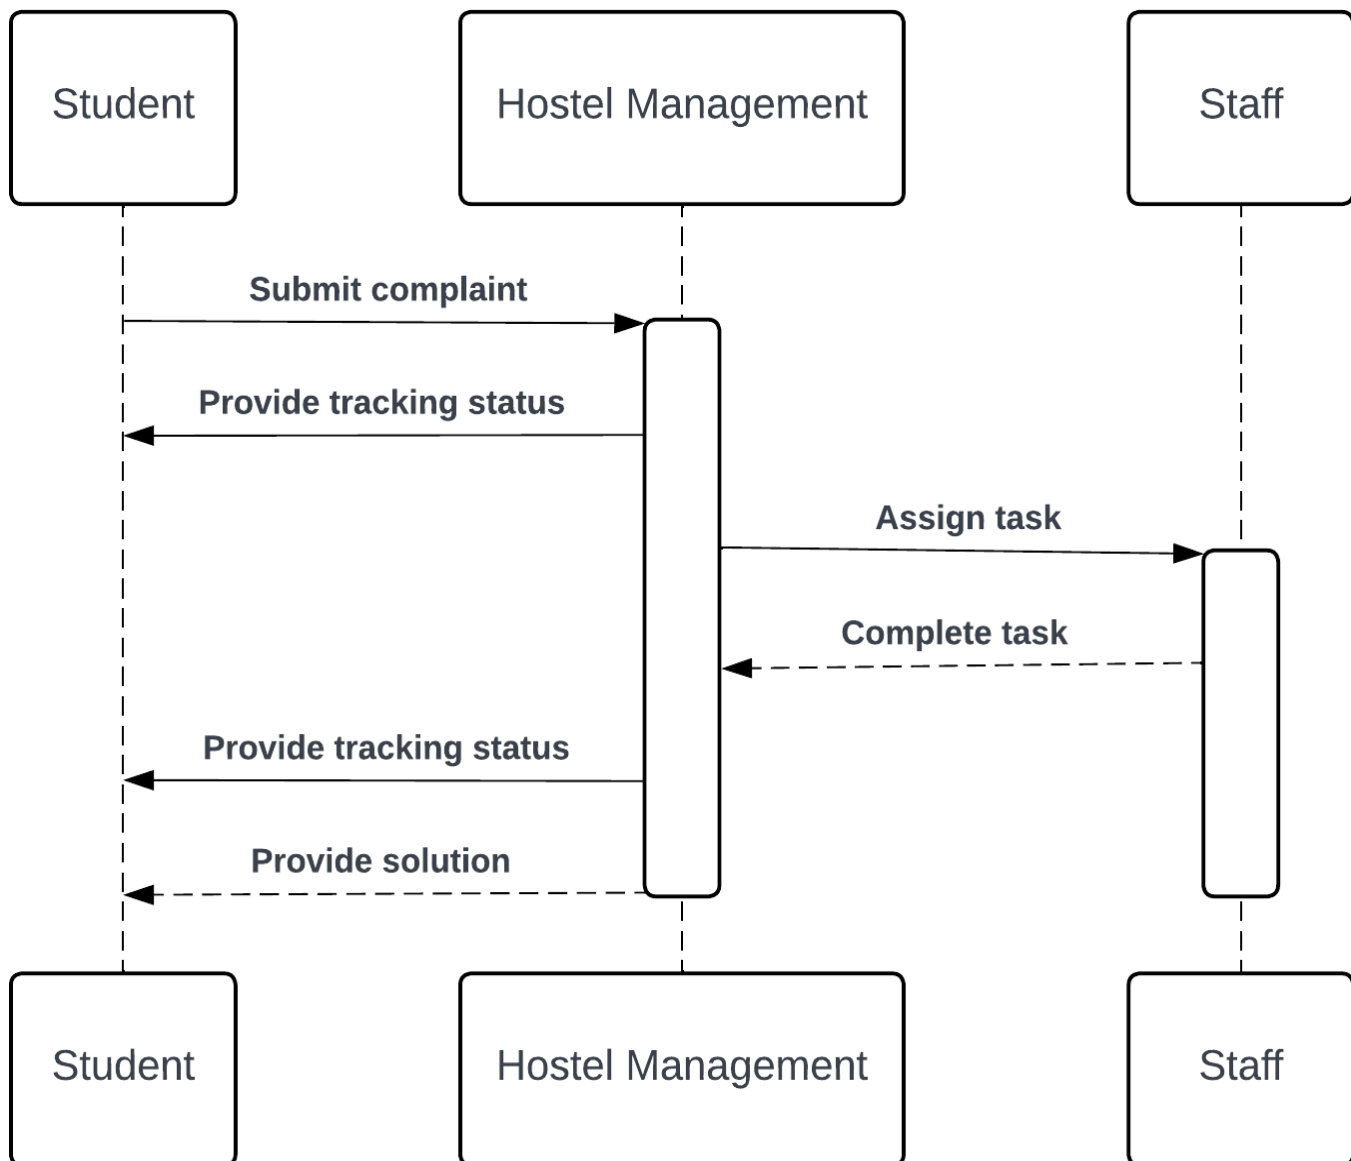 Student
Hostel Management
Staff
Submit complaint
Provide tracking status
Assign task
Complete task
Provide tracking status
Provide solution
Student
Hostel Management
Staff